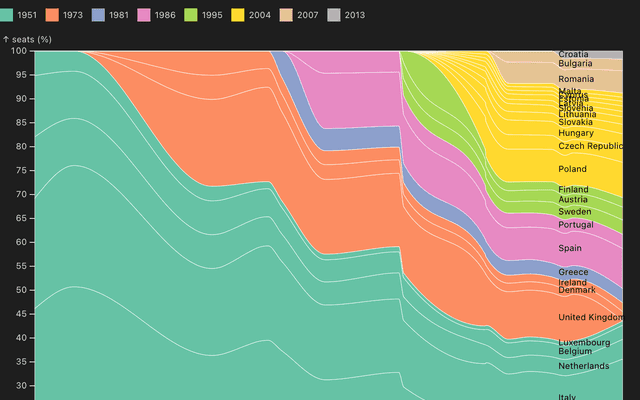 1951 1973 1981 1986 1995 2004 2007 2013
↑ seats (%)
100
95
90
85
80
75
70
65
60
55
50
45
40
35
30
Croatia
Bulgaria
Romania
Malta
Estonia
Latvia
Slovenia
Lithuania
Slovakia
Hungary
Czech Republic
Poland
Finland
Austria
Sweden
Portugal
Spain
Greece
Ireland
Denmark
United Kingdom
Luxembourg
Belgium
Netherlands
Italy